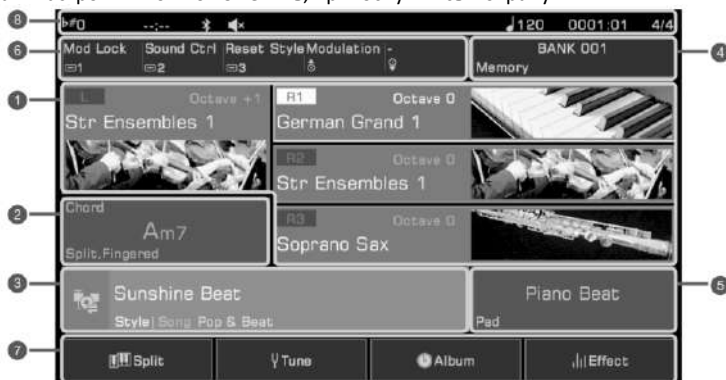 8 ♭♯0 --:-- ♩120 0001:01 4/4
6 Mod Lock Sound Ctrl Reset Style Modulation -
1 2 3
BANK 001 4
Memory
1 L Octave +1
Str Ensembles 1
R1 Octave 0
German Grand 1
R2 Octave 0
Str Ensembles 1
R3 Octave 0
Soprano Sax
2 Chord
Am7
Split,Fingered
3 Sunshine Beat
Style| Song Pop & Beat
Piano Beat 5
Pad
7 Split Tune Album Effect